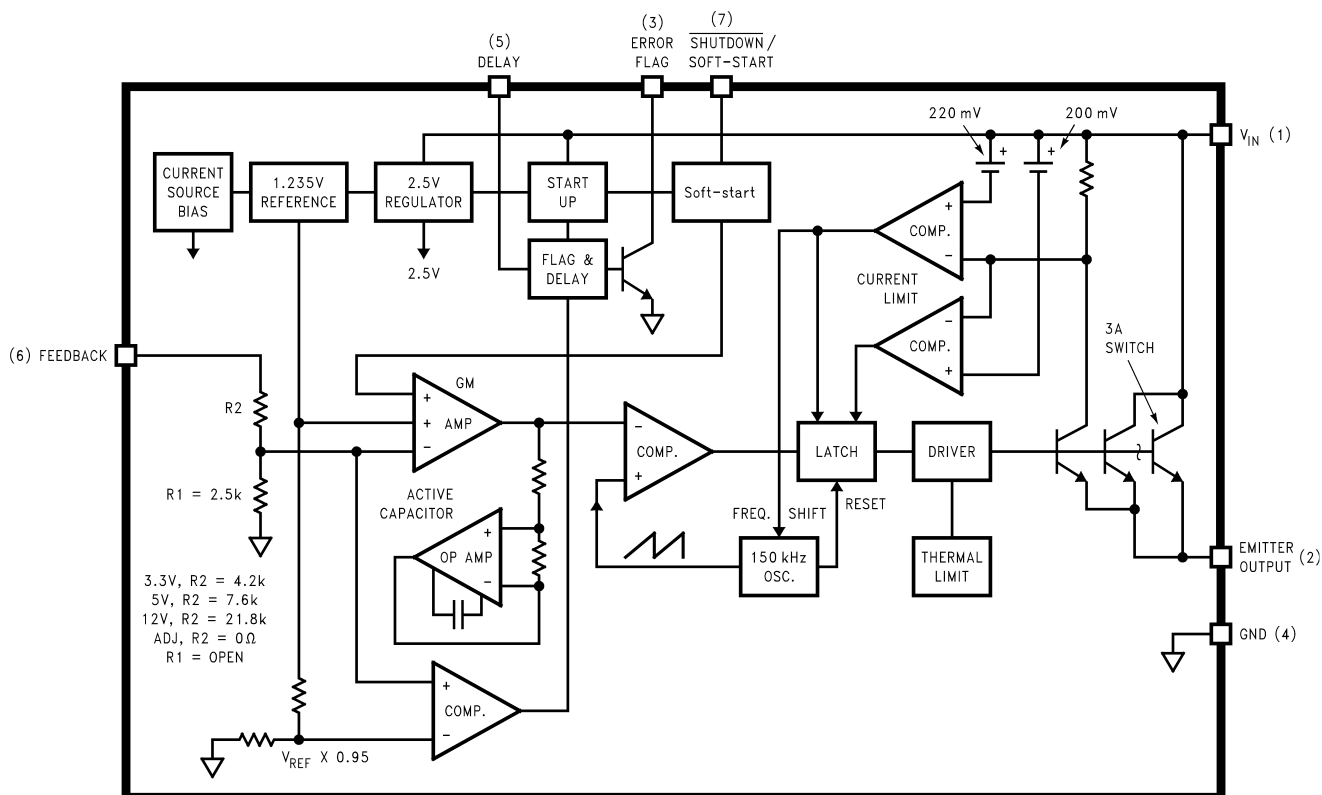 (5)
DELAY
(3)
ERROR
FLAG
(7)
SHUTDOWN /
SOFT-START
220 mV
200 mV
+
+
V_IN (1)
CURRENT
SOURCE
BIAS
1.235V
REFERENCE
2.5V
REGULATOR
START
UP
Soft-start
2.5V
FLAG &
DELAY
+
COMP.
-
CURRENT
LIMIT
-
COMP.
+
3A
SWITCH
(6) FEEDBACK
R2
R1 = 2.5k
GM
+
+ AMP
-
-
COMP.
+
LATCH
DRIVER
ACTIVE
CAPACITOR
+
OP AMP
-
FREQ. SHIFT
RESET
150 kHz
OSC.
THERMAL
LIMIT
EMITTER
OUTPUT (2)
GND (4)
3.3V, R2 = 4.2k
5V, R2 = 7.6k
12V, R2 = 21.8k
ADJ, R2 = 0Ω
R1 = OPEN
+
COMP.
-
V_REF X 0.95